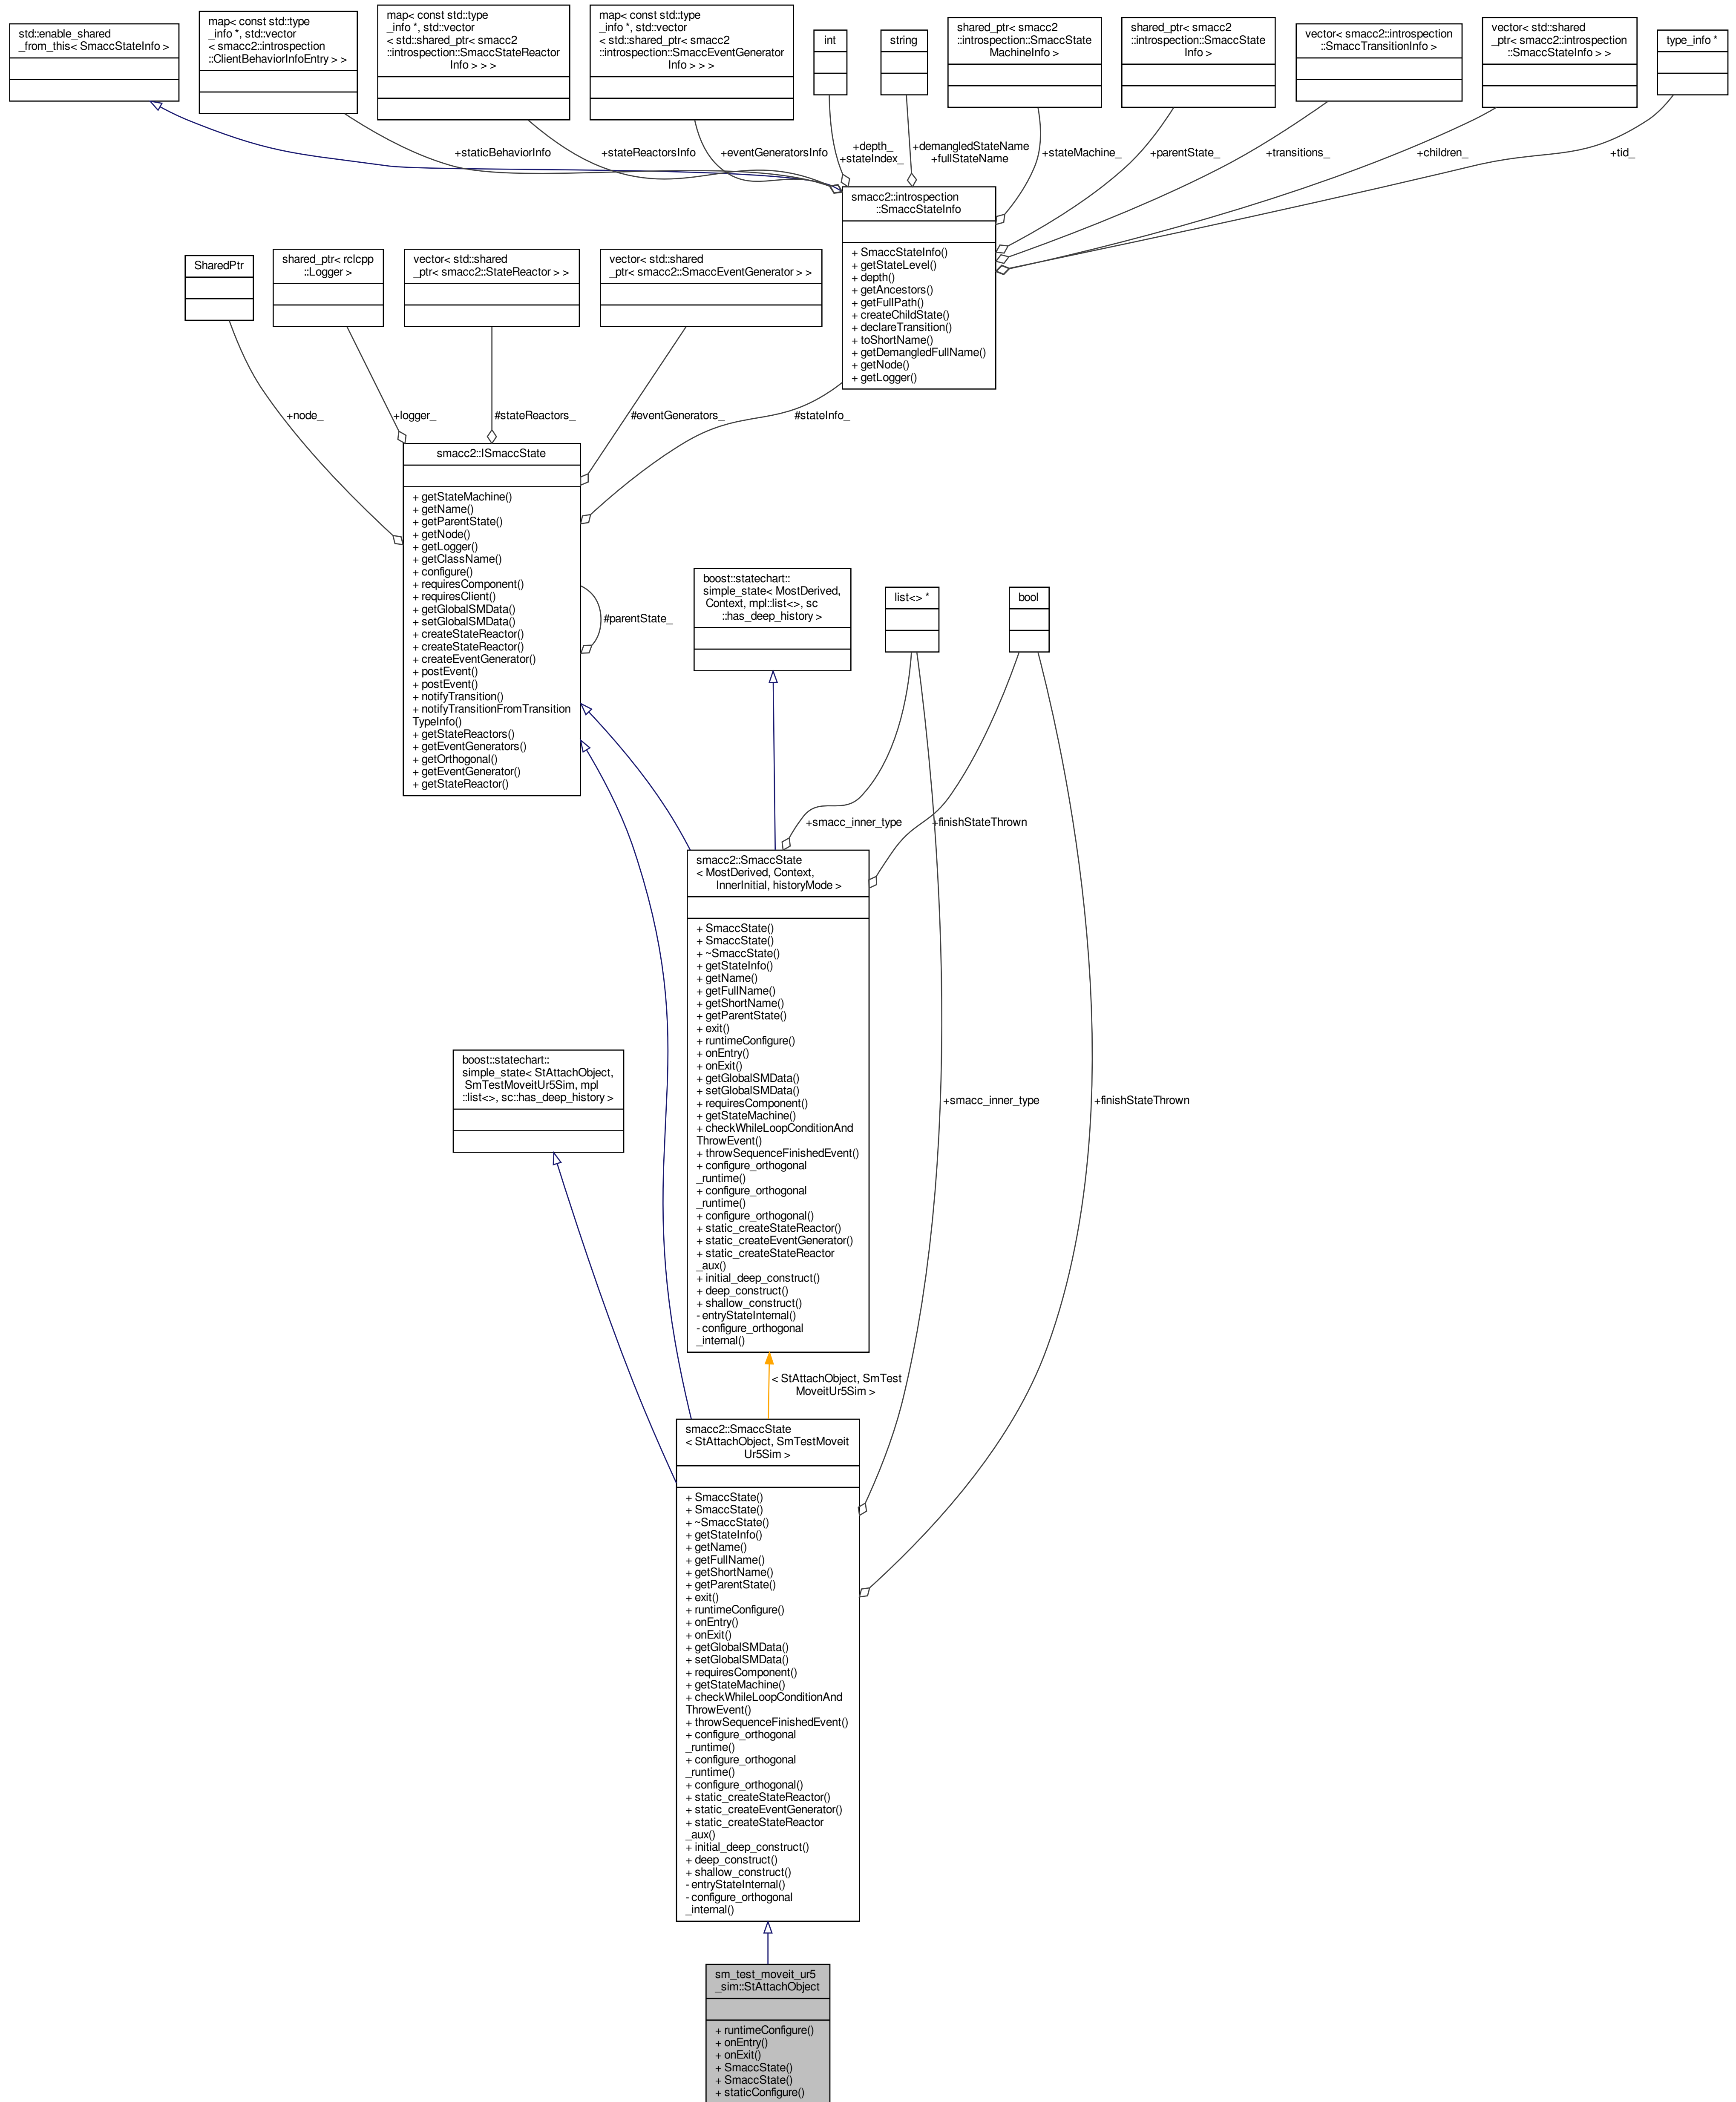 std::enable_shared
_from_this< SmaccStateInfo >
map< const std::type
_info *, std::vector
< smacc2::introspection
::ClientBehaviorInfoEntry > >
map< const std::type
_info *, std::vector
< std::shared_ptr< smacc2
::introspection::SmaccStateReactor
Info > > >
map< const std::type
_info *, std::vector
< std::shared_ptr< smacc2
::introspection::SmaccEventGenerator
Info > > >
int
string
shared_ptr< smacc2
::introspection::SmaccState
MachineInfo >
shared_ptr< smacc2
::introspection::SmaccState
Info >
vector< smacc2::introspection
::SmaccTransitionInfo >
vector< std::shared
_ptr< smacc2::introspection
::SmaccStateInfo > >
type_info *
+staticBehaviorInfo
+stateReactorsInfo
+eventGeneratorsInfo
+depth_
+stateIndex_
+demangledStateName
+fullStateName
+stateMachine_
+parentState_
+transitions_
+children_
+tid_
smacc2::introspection
::SmaccStateInfo
+ SmaccStateInfo()
+ getStateLevel()
+ depth()
+ getAncestors()
+ getFullPath()
+ createChildState()
+ declareTransition()
+ toShortName()
+ getDemangledFullName()
+ getNode()
+ getLogger()
SharedPtr
shared_ptr< rclcpp
::Logger >
vector< std::shared
_ptr< smacc2::StateReactor > >
vector< std::shared
_ptr< smacc2::SmaccEventGenerator > >
+node_
+logger_
#stateReactors_
#eventGenerators_
#stateInfo_
smacc2::ISmaccState
+ getStateMachine()
+ getName()
+ getParentState()
+ getNode()
+ getLogger()
+ getClassName()
+ configure()
+ requiresComponent()
+ requiresClient()
+ getGlobalSMData()
+ setGlobalSMData()
+ createStateReactor()
+ createStateReactor()
+ createEventGenerator()
+ postEvent()
+ postEvent()
+ notifyTransition()
+ notifyTransitionFromTransition
TypeInfo()
+ getStateReactors()
+ getEventGenerators()
+ getOrthogonal()
+ getEventGenerator()
+ getStateReactor()
#parentState_
boost::statechart::
simple_state< MostDerived,
Context, mpl::list<>, sc
::has_deep_history >
list<> *
bool
+smacc_inner_type
+finishStateThrown
smacc2::SmaccState
< MostDerived, Context,
InnerInitial, historyMode >
+ SmaccState()
+ SmaccState()
+ ~SmaccState()
+ getStateInfo()
+ getName()
+ getFullName()
+ getShortName()
+ getParentState()
+ exit()
+ runtimeConfigure()
+ onEntry()
+ onExit()
+ getGlobalSMData()
+ setGlobalSMData()
+ requiresComponent()
+ getStateMachine()
+ checkWhileLoopConditionAnd
ThrowEvent()
+ throwSequenceFinishedEvent()
+ configure_orthogonal
_runtime()
+ configure_orthogonal
_runtime()
+ configure_orthogonal()
+ static_createStateReactor()
+ static_createEventGenerator()
+ static_createStateReactor
_aux()
+ initial_deep_construct()
+ deep_construct()
+ shallow_construct()
- entryStateInternal()
- configure_orthogonal
_internal()
boost::statechart::
simple_state< StAttachObject,
SmTestMoveitUr5Sim, mpl
::list<>, sc::has_deep_history >
+smacc_inner_type
+finishStateThrown
< StAttachObject, SmTest
MoveitUr5Sim >
smacc2::SmaccState
< StAttachObject, SmTestMoveit
Ur5Sim >
+ SmaccState()
+ SmaccState()
+ ~SmaccState()
+ getStateInfo()
+ getName()
+ getFullName()
+ getShortName()
+ getParentState()
+ exit()
+ runtimeConfigure()
+ onEntry()
+ onExit()
+ getGlobalSMData()
+ setGlobalSMData()
+ requiresComponent()
+ getStateMachine()
+ checkWhileLoopConditionAnd
ThrowEvent()
+ throwSequenceFinishedEvent()
+ configure_orthogonal
_runtime()
+ configure_orthogonal
_runtime()
+ configure_orthogonal()
+ static_createStateReactor()
+ static_createEventGenerator()
+ static_createStateReactor
_aux()
+ initial_deep_construct()
+ deep_construct()
+ shallow_construct()
- entryStateInternal()
- configure_orthogonal
_internal()
sm_test_moveit_ur5
_sim::StAttachObject
+ runtimeConfigure()
+ onEntry()
+ onExit()
+ SmaccState()
+ SmaccState()
+ staticConfigure()